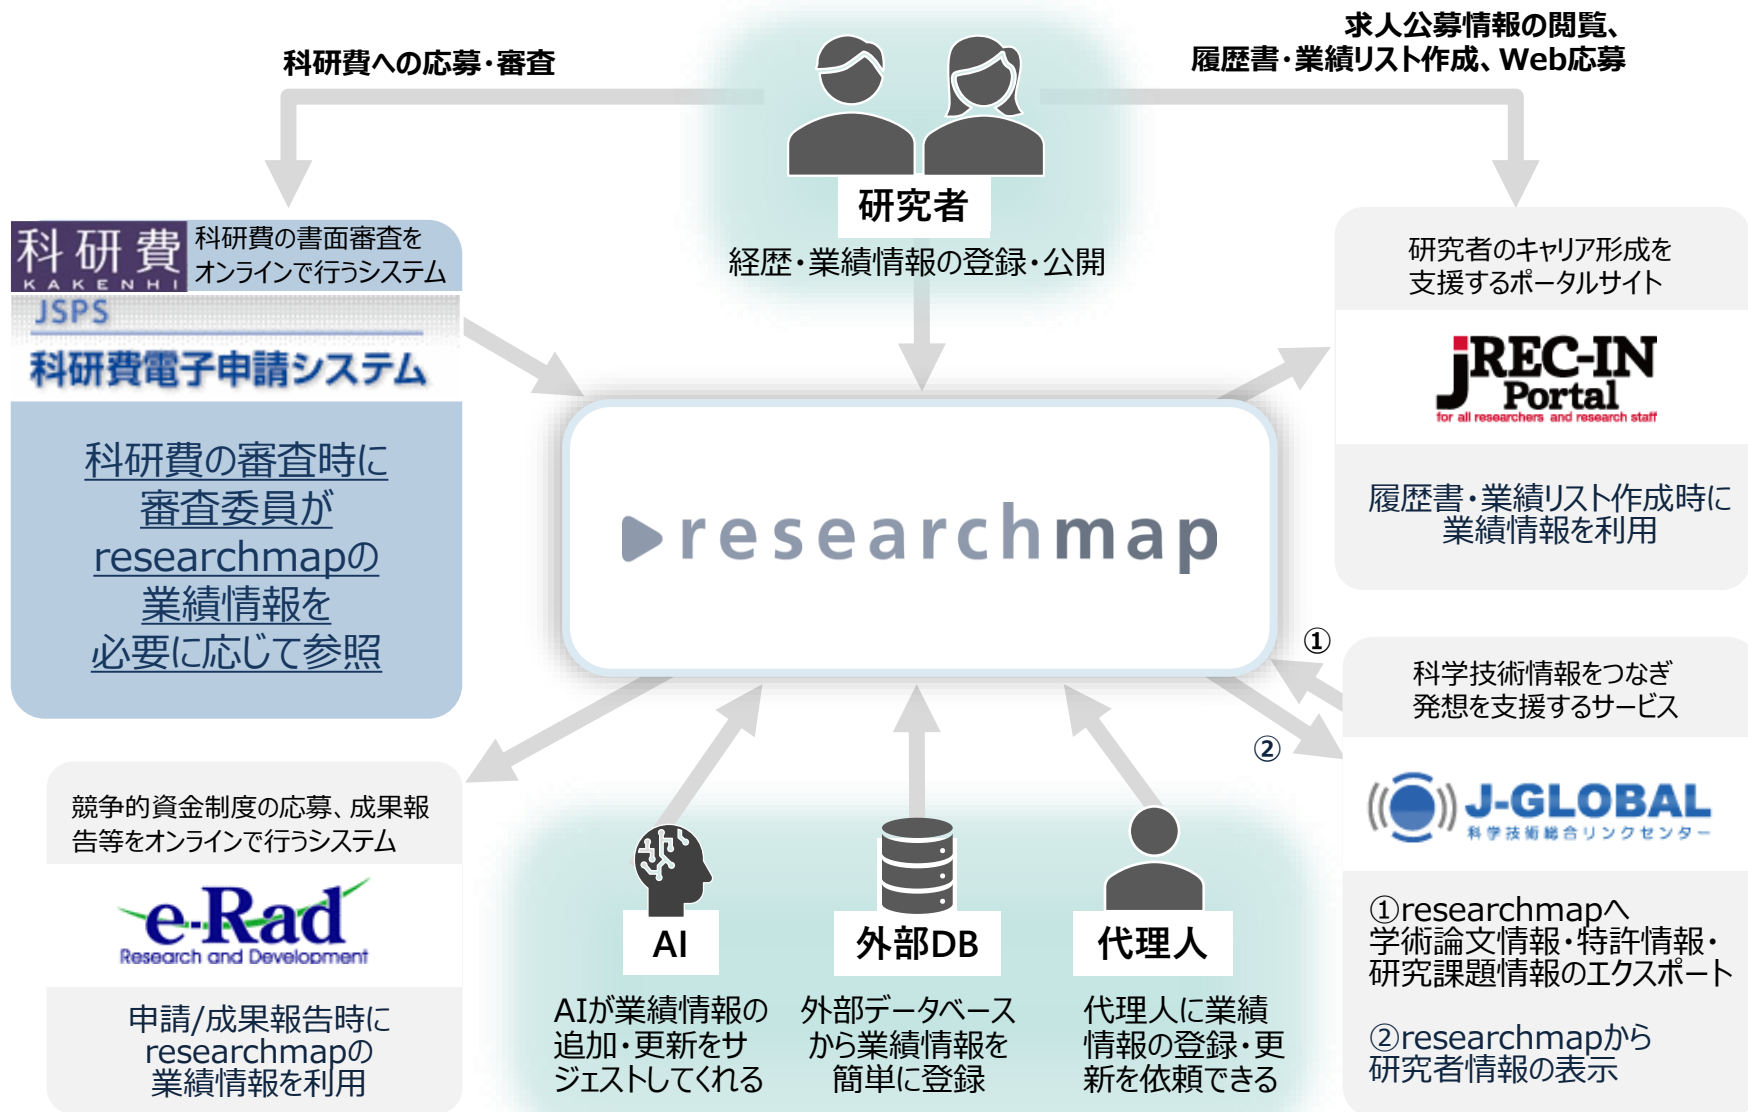 科研費への応募・審査
求人公募情報の閲覧、
履歴書・業績リスト作成、Web応募
研究者
経歴・業績情報の登録・公開
科研費
KAKENHI
科研費の書面審査を
オンラインで行うシステム
JSPS
科研費電子申請システム
科研費の審査時に
審査委員が
researchmapの
業績情報を
必要に応じて参照
研究者のキャリア形成を
支援するポータルサイト
jREC-IN
Portal
for all researchers and research staff
履歴書・業績リスト作成時に
業績情報を利用
researchmap
①
②
科学技術情報をつなぎ
発想を支援するサービス
J-GLOBAL
科学技術総合リンクセンター
①researchmapへ
学術論文情報・特許情報・
研究課題情報のエクスポート
②researchmapから
研究者情報の表示
競争的資金制度の応募、成果報
告等をオンラインで行うシステム
e-Rad
Research and Development
申請/成果報告時に
researchmapの
業績情報を利用
AI
AIが業績情報の
追加・更新をサ
ジェストしてくれる
外部DB
外部データベース
から業績情報を
簡単に登録
代理人
代理人に業績
情報の登録・更
新を依頼できる